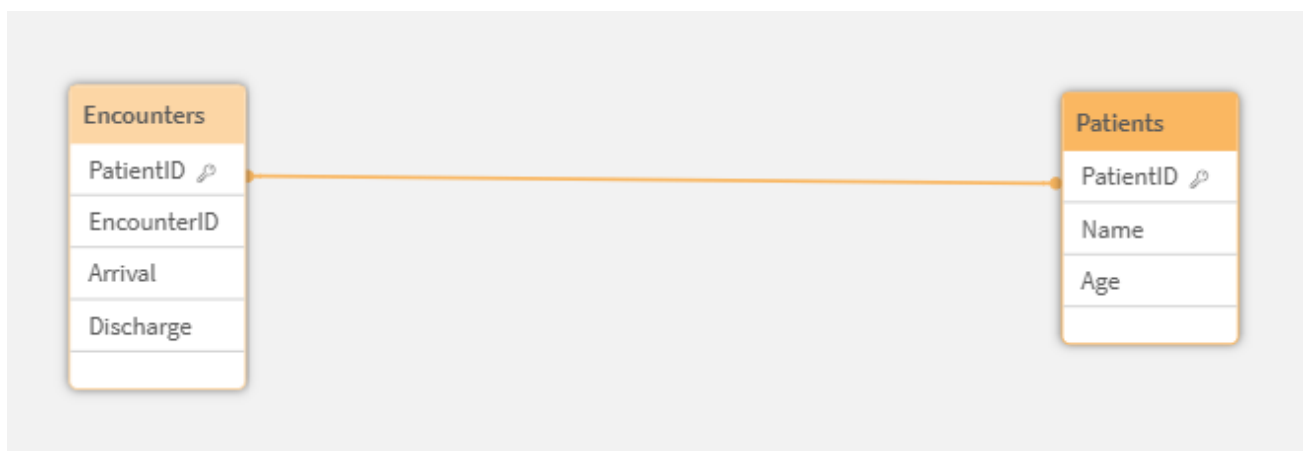 Encounters
PatientID
EncounterID
Arrival
Discharge
Patients
PatientID
Name
Age